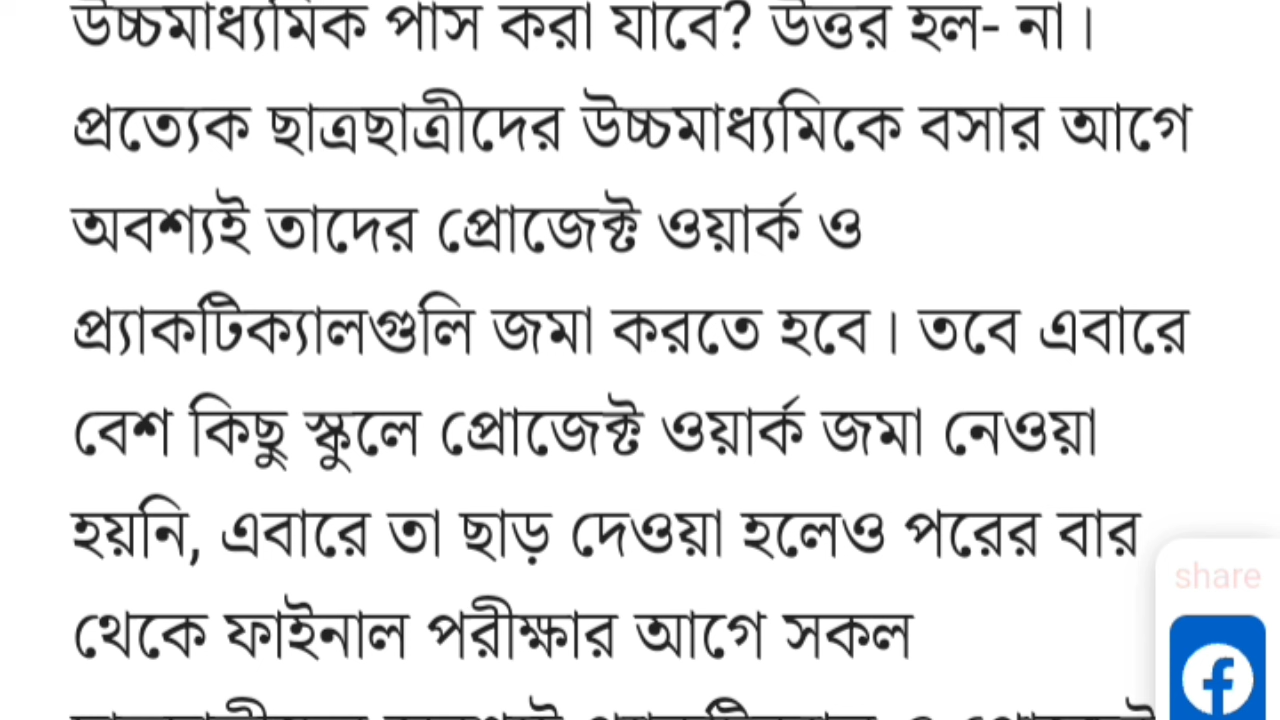 উচ্চমাধ্যমিক পাস করা যাবে? উত্তর হল- না।
প্রত্যেক ছাত্রছাত্রীদের উচ্চমাধ্যমিকে বসার আগে
অবশ্যই তাদের প্রোজেক্ট ওয়ার্ক ও
প্র্যাকটিক্যালগুলি জমা করতে হবে। তবে এবারে
বেশ কিছু স্কুলে প্রোজেক্ট ওয়ার্ক জমা নেওয়া
হয়নি, এবারে তা ছাড় দেওয়া হলেও পরের বার
থেকে ফাইনাল পরীক্ষার আগে সকল
share